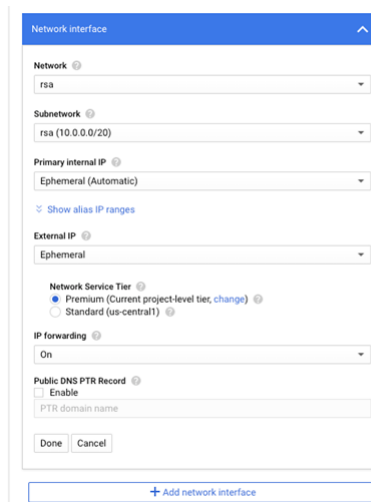 Network interface
Network
rsa
Subnetwork
rsa (10.0.0.0/20)
Primary internal IP
Ephemeral (Automatic)
Show alias IP ranges
External IP
Ephemeral
Network Service Tier
Premium (Current project-level tier, change)
Standard (us-central1)
IP forwarding
On
Public DNS PTR Record
Enable
PTR domain name
Done Cancel
Add network interface